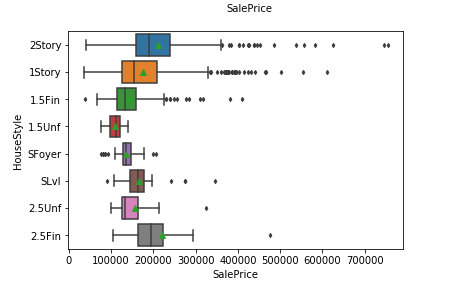 SalePrice
2Story
1Story
1.5Fin
1.5Unf
SFoyer
SLvl
2.5Unf
2.5Fin
HouseStyle
0 100000 200000 300000 400000 500000 600000 700000
SalePrice